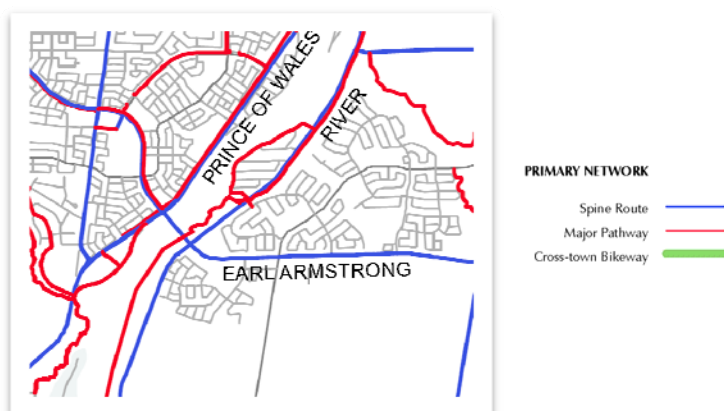 PRINCE OF WALES
RIVER
EARL ARMSTRONG
PRIMARY NETWORK
Spine Route
Major Pathway
Cross-town Bikeway